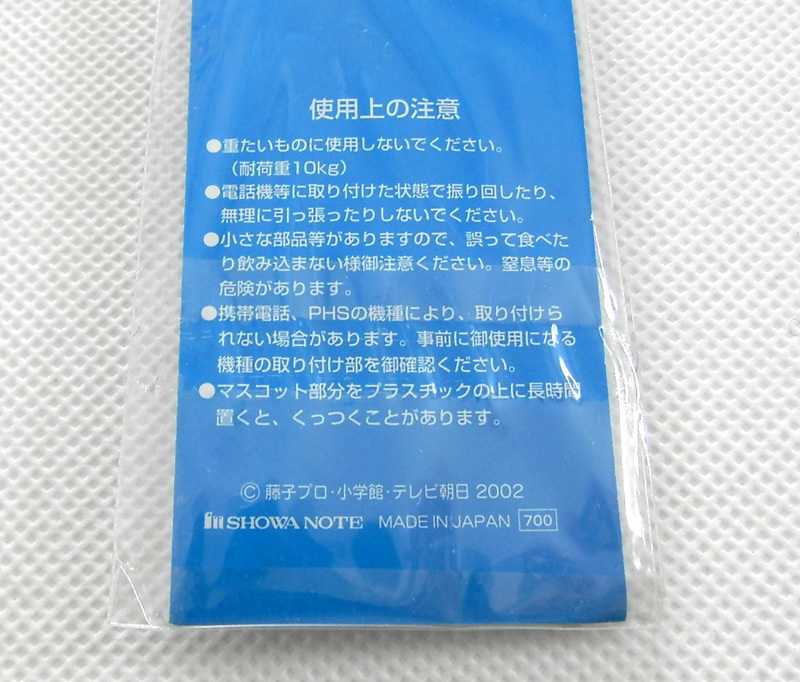 使用上の注意
●重たいものに使用しないでください。
（耐荷重10kg）
●電話機等に取り付けた状態で振り回したり、
無理に引っ張ったりしないでください。
●小さな部品等がありますので、誤って食べた
り飲み込まない様御注意ください。窒息等の
危険があります。
●携帯電話、PHSの機種により、取り付けら
れない場合があります。事前に御使用になる
機種の取り付け部を御確認ください。
●マスコット部分をプラスチックの上に長時間
置くと、くっつくことがあります。
© 藤子プロ・小学館・テレビ朝日 2002
SHOWA NOTE MADE IN JAPAN 700